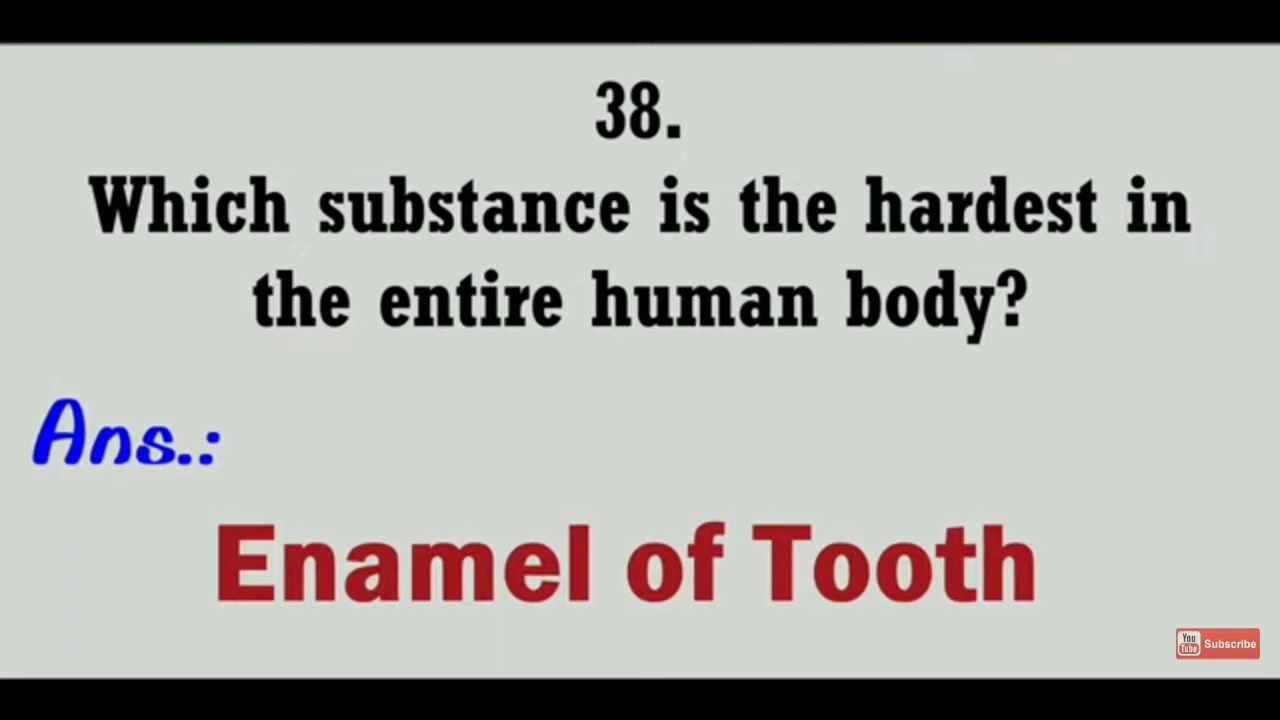 38.
Which substance is the hardest in
the entire human body?
Ans.:
Enamel of Tooth
You
Tube
Subscribe